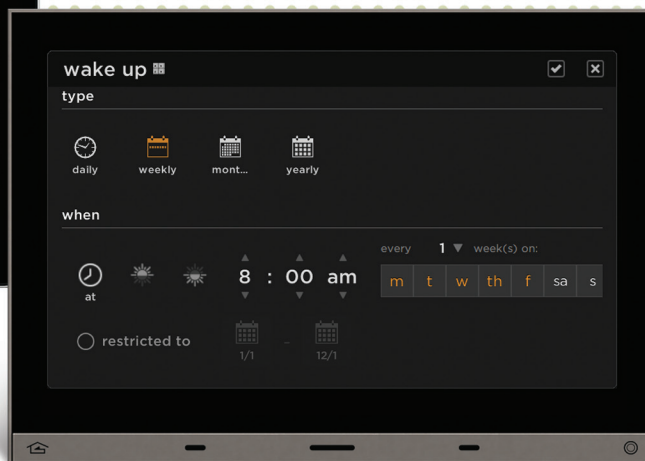 wake up
type
daily weekly mont... yearly
when
every 1 week(s) on:
at 8 : 00 am m t w th f sa s
restricted to 1/1 - 12/1